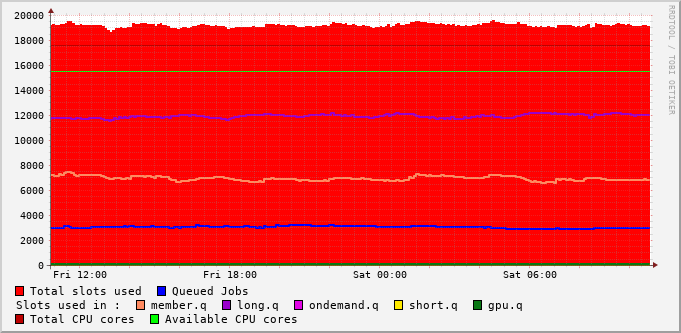 20000
18000
16000
14000
12000
10000
8000
6000
4000
2000
0
Fri 12:00 Fri 18:00 Sat 00:00 Sat 06:00
RRDTOOL / TOBI OETIKER
Total slots used Queued Jobs
Slots used in : member.q long.q ondemand.q short.q gpu.q
Total CPU cores Available CPU cores